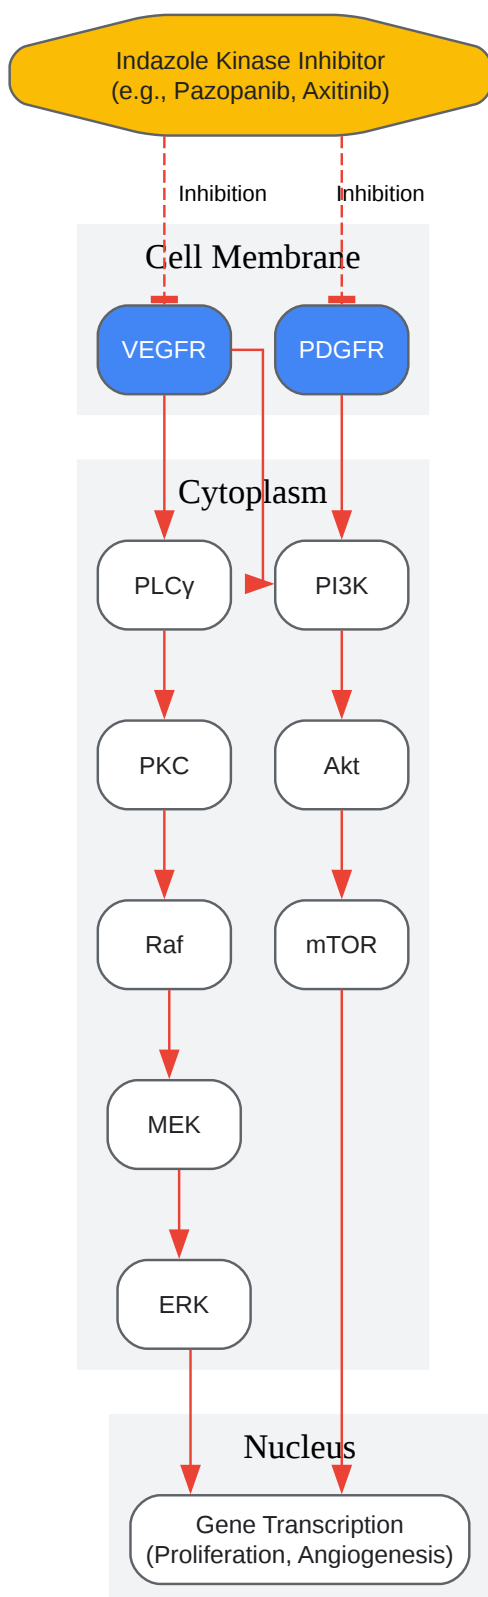 Indazole Kinase Inhibitor
(e.g., Pazopanib, Axitinib)
Inhibition
Inhibition
Cell Membrane
VEGFR
PDGFR
Cytoplasm
PLCγ
PI3K
PKC
Akt
Raf
mTOR
MEK
ERK
Nucleus
Gene Transcription
(Proliferation, Angiogenesis)